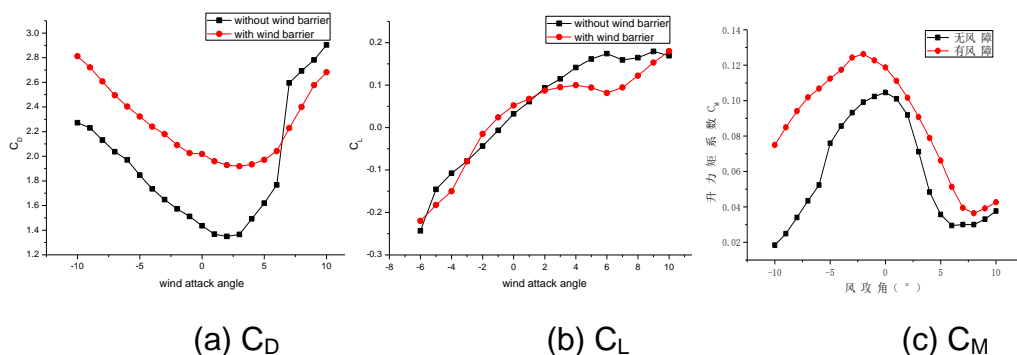 without wind barrier
with wind barrier
3.0
2.8
2.6
2.4
2.2
2.0
1.8
1.6
1.4
1.2
C_D
-10
-5
0
5
10
wind attack angle
(a) C_D
without wind barrier
with wind barrier
0.2
0.1
0.0
-0.1
-0.2
-0.3
C_L
-8
-6
-4
-2
0
2
4
6
8
10
wind attack angle
(b) C_L
无风 障
有风 障
0.14
0.12
0.10
0.08
0.06
0.04
0.02
升 力 矩 系 数 C_M
-10
-5
0
5
10
风 攻 角 ( ° )
(c) C_M